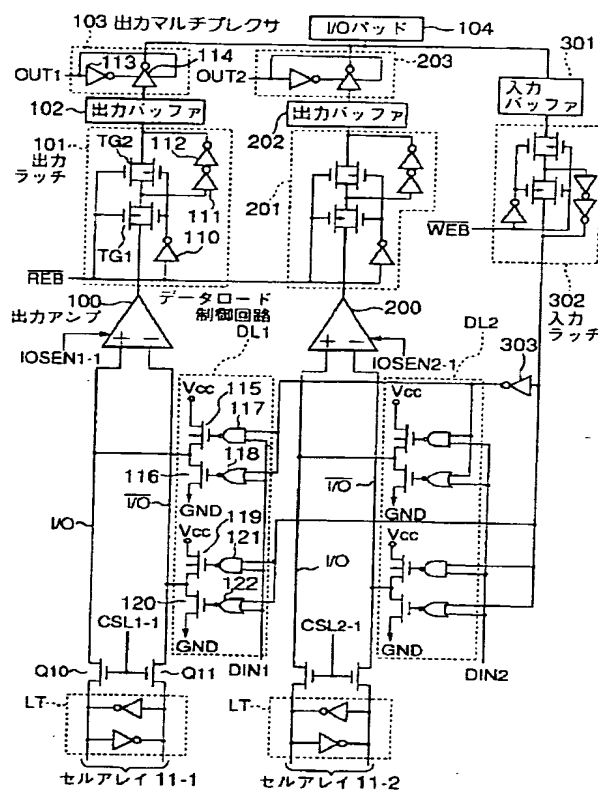 103 出力マルチプレクサ
I/Oパッド
104
301
OUT1
113
114
OUT2
203
102
出力バッファ
出力バッファ
202
入力
バッファ
101
出力
ラッチ
TG2
112
111
TG1
110
201
WEB
REB
302
入力
ラッチ
100
出力アンプ
データロード
制御回路
DL1
200
DL2
303
IOSEN1-1
IOSEN2-1
Vcc
115
117
118
116
I/O
I/O
GND
Vcc
119
121
122
120
GND
CSL1-1
DIN1
I/O
I/O
CSL2-1
Vcc
GND
Vcc
GND
DIN2
Q10
Q11
LT
LT
セルアレイ 11-1
セルアレイ 11-2